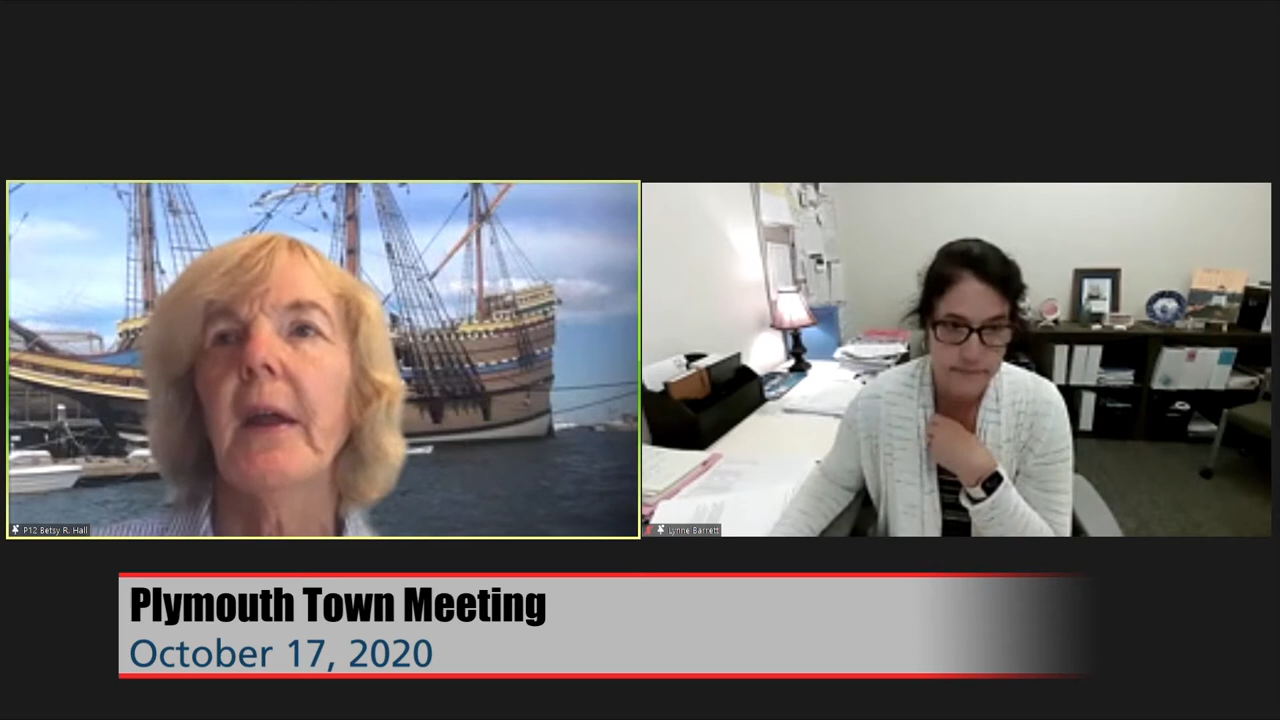 P12 Betsy R. Hall
Lynne Barrett
Plymouth Town Meeting
October 17, 2020